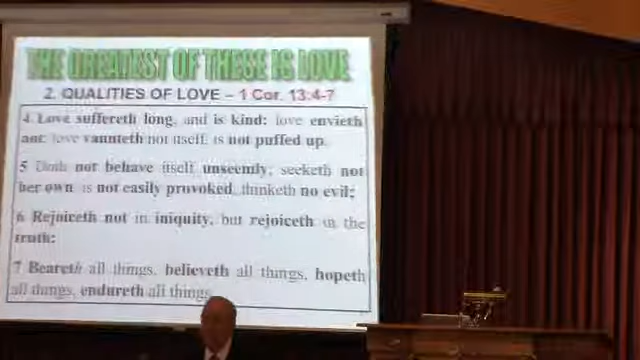 THE GREATEST OF THESE IS LOVE
2. QUALITIES OF LOVE – 1 Cor. 13:4-7
4 Love suffereth long, and is kind; love envieth
not; love vaunteth not itself, is not puffed up,
5 Doth not behave itself unseemly, seeketh not
her own, is not easily provoked, thinketh no evil;
6 Rejoiceth not in iniquity, but rejoiceth in the
truth;
7 Beareth all things, believeth all things, hopeth
all things, endureth all things.